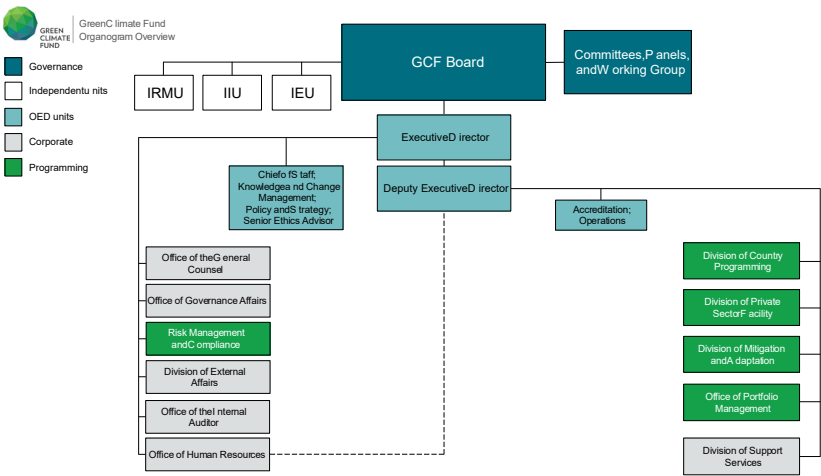 GREEN
CLIMATE
FUND
GreenC limate Fund
Organogram Overview
Governance
Independentu nits
OED units
Corporate
Programming
GCF Board
Committees,P anels,
andW orking Group
IRMU
IIU
IEU
ExecutiveD irector
Chiefo fS taff;
Knowledgea nd Change
Management;
Policy andS trategy;
Senior Ethics Advisor
Deputy ExecutiveD irector
Accreditation;
Operations
Office of theG eneral
Counsel
Office of Governance Affairs
Risk Management
andC ompliance
Division of External
Affairs
Office of theI nternal
Auditor
Office of Human Resources
Division of Country
Programming
Division of Private
SectorF acility
Division of Mitigation
andA daptation
Office of Portfolio
Management
Division of Support
Services